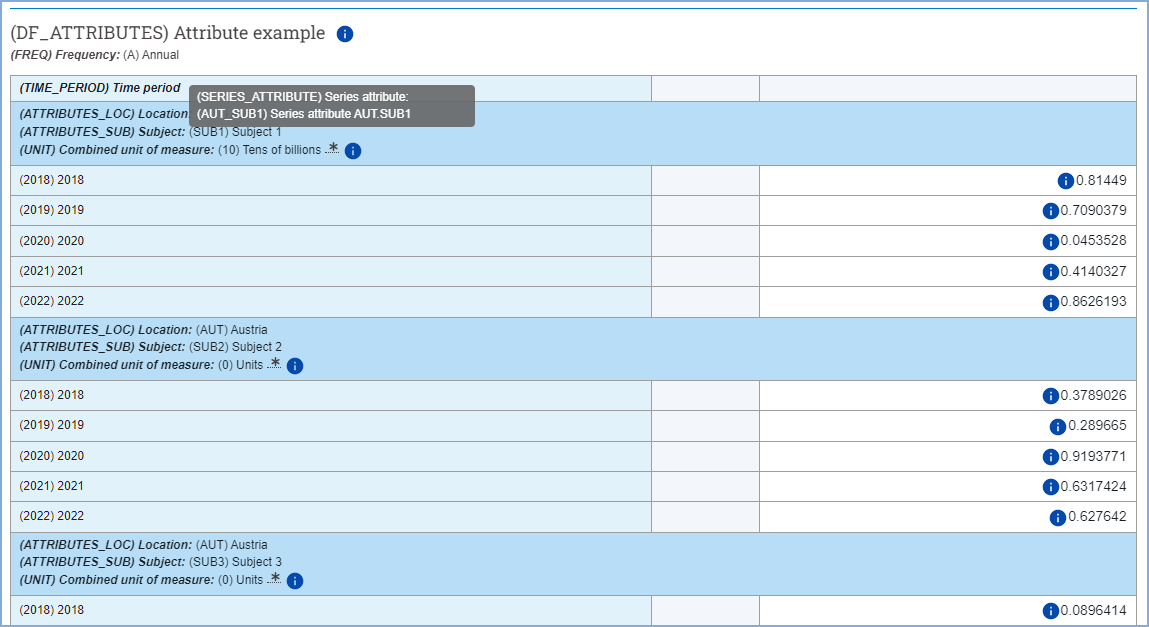 (DF_ATTRIBUTES) Attribute example
(FREQ) Frequency: (A) Annual
(TIME_PERIOD) Time period
(SERIES_ATTRIBUTE) Series attribute:
(AUT_SUB1) Series attribute AUT.SUB1
(ATTRIBUTES_LOC) Location
(ATTRIBUTES_SUB) Subject: (SUB1) Subject 1
(UNIT) Combined unit of measure: (10) Tens of billions ..*
(2018) 2018 0.81449
(2019) 2019 0.7090379
(2020) 2020 0.0453528
(2021) 2021 0.4140327
(2022) 2022 0.8626193
(ATTRIBUTES_LOC) Location: (AUT) Austria
(ATTRIBUTES_SUB) Subject: (SUB2) Subject 2
(UNIT) Combined unit of measure: (0) Units ..*
(2018) 2018 0.3789026
(2019) 2019 0.289665
(2020) 2020 0.9193771
(2021) 2021 0.6317424
(2022) 2022 0.627642
(ATTRIBUTES_LOC) Location: (AUT) Austria
(ATTRIBUTES_SUB) Subject: (SUB3) Subject 3
(UNIT) Combined unit of measure: (0) Units ..*
(2018) 2018 0.0896414